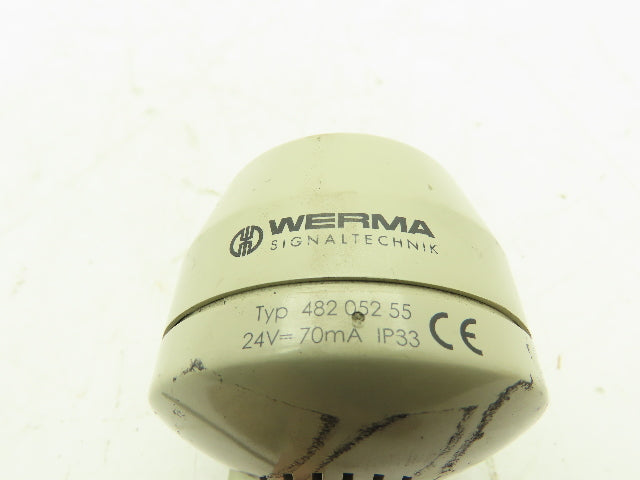 WERMA
SIGNALTECHNIK
Typ 482 052 55
24V⎓ 70mA IP33 CE